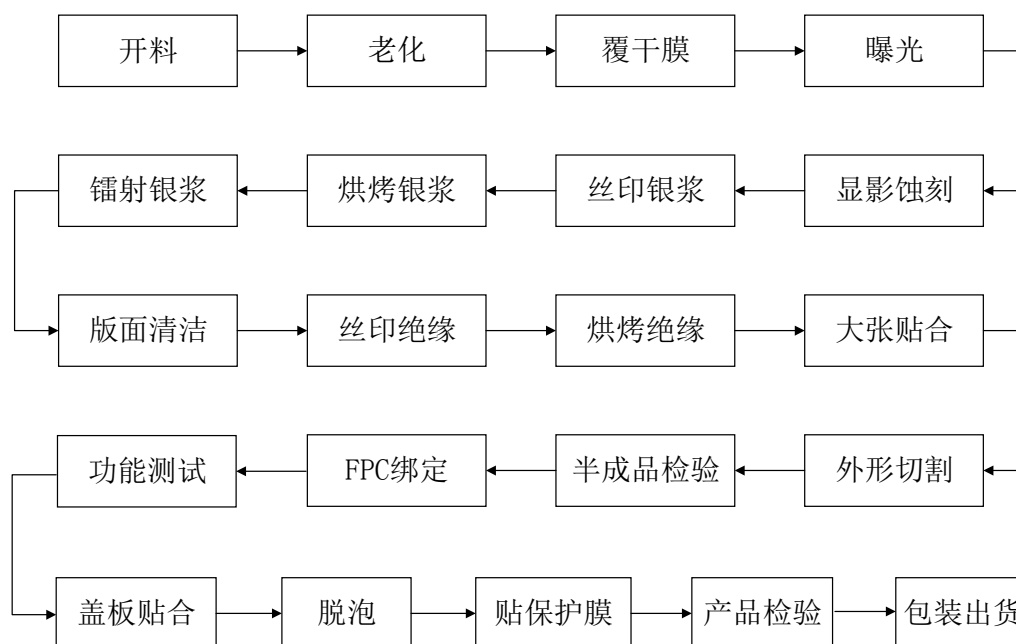 开料 老化 覆干膜 曝光
镭射银浆 烘烤银浆 丝印银浆 显影蚀刻
版面清洁 丝印绝缘 烘烤绝缘 大张贴合
功能测试 FPC绑定 半成品检验 外形切割
盖板贴合 脱泡 贴保护膜 产品检验 包装出货